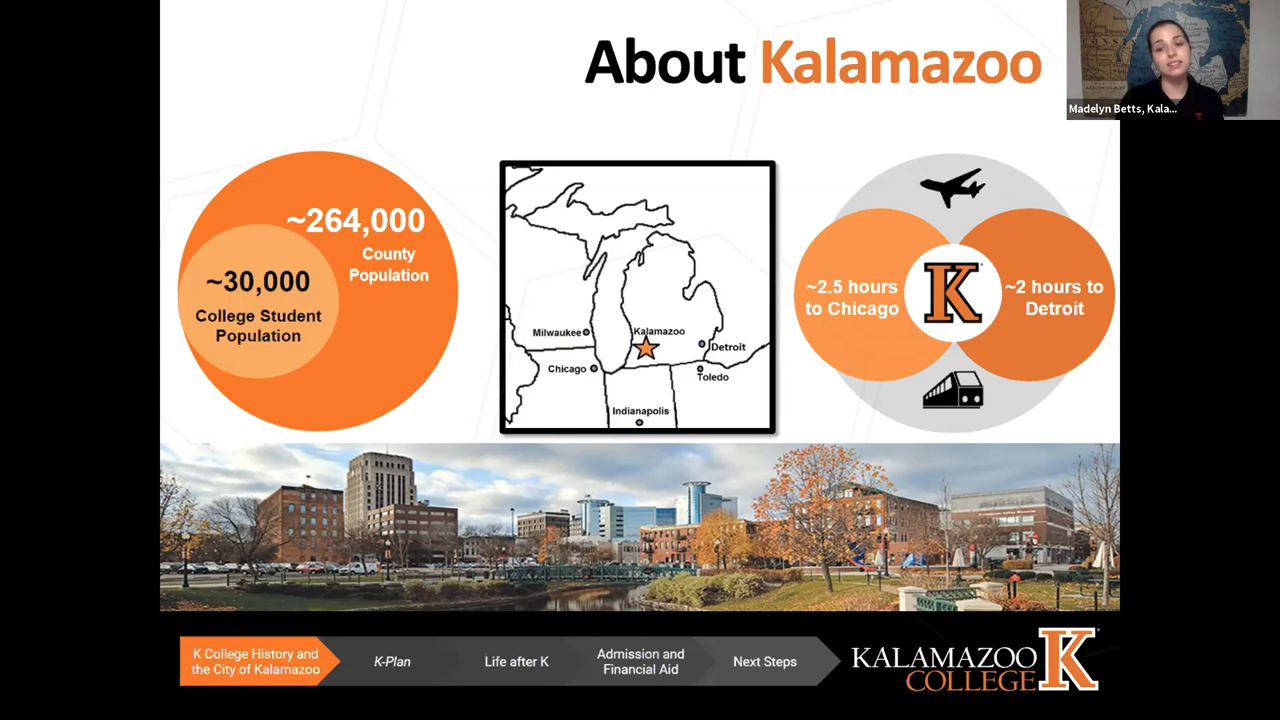 About Kalamazoo
Madelyn Betts, Kala...
~264,000
County
Population
~30,000
College Student
Population
Milwaukee
Kalamazoo
Detroit
Chicago
Toledo
Indianapolis
~2.5 hours
to Chicago
K
~2 hours to
Detroit
K College History and
the City of Kalamazoo
K-Plan
Life after K
Admission and
Financial Aid
Next Steps
KALAMAZOO
COLLEGE
K